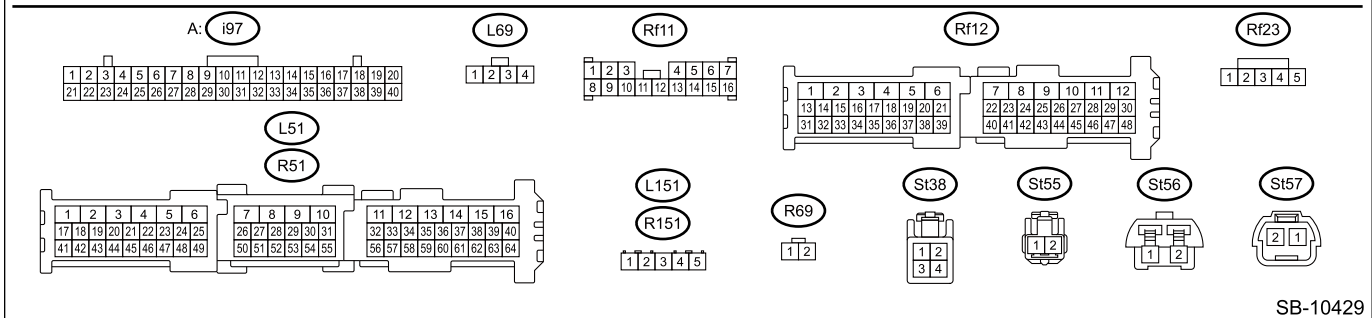 A: i97
L69
Rf11
Rf12
Rf23
1 2 3 4 5 6 7 8 9 10 11 12 13 14 15 16 17 18 19 20
21 22 23 24 25 26 27 28 29 30 31 32 33 34 35 36 37 38 39 40
1 2 3 4
1 2 3 4 5 6 7
8 9 10 11 12 13 14 15 16
1 2 3 4 5 6 7 8 9 10 11 12
13 14 15 16 17 18 19 20 21 22 23 24 25 26 27 28 29 30
31 32 33 34 35 36 37 38 39 40 41 42 43 44 45 46 47 48
1 2 3 4 5
L51
R51
1 2 3 4 5 6 7 8 9 10 11 12 13 14 15 16
17 18 19 20 21 22 23 24 25 26 27 28 29 30 31 32 33 34 35 36 37 38 39 40
41 42 43 44 45 46 47 48 49 50 51 52 53 54 55 56 57 58 59 60 61 62 63 64
L151
R151
1 2 3 4 5
R69
1 2
St38
1 2
3 4
St55
1 2
St56
1 2
St57
2 1
SB-10429